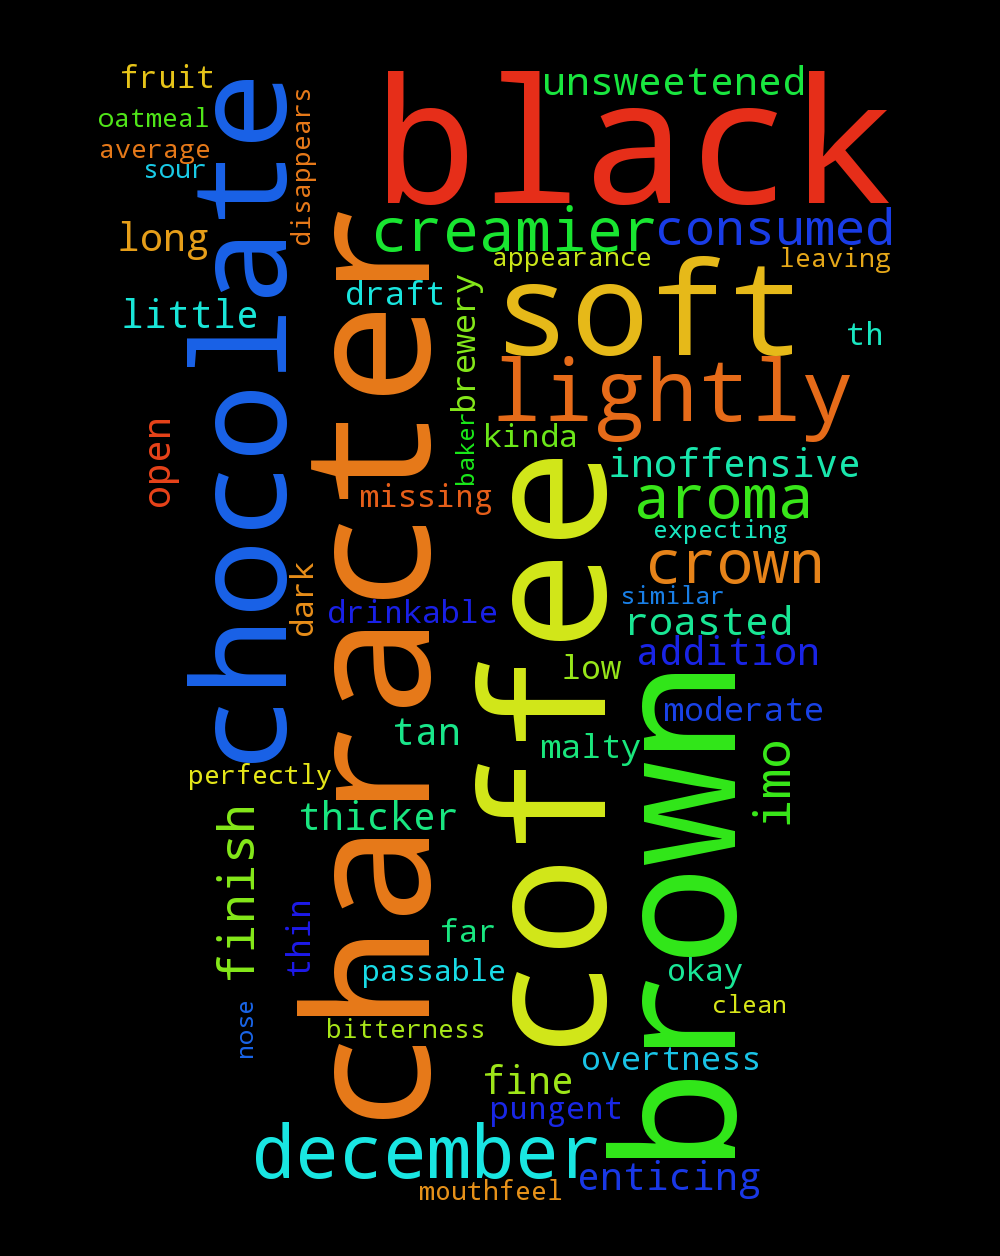 fruit
unsweetened
black
oatmeal
average
sour
disappears
chocolate
long
creamier
consumed
appearance
leaving
character
draft
little
brewery
soft
th
lightly
open
baker
kinda
inoffensive
missing
aroma
expecting
coffee
crown
dark
similar
drinkable
roasted
addition
low
brown
moderate
tan
malty
imo
perfectly
thicker
finish
thin
far
passable
okay
nose
clean
bitterness
overtness
fine
pungent
december
enticing
mouthfeel